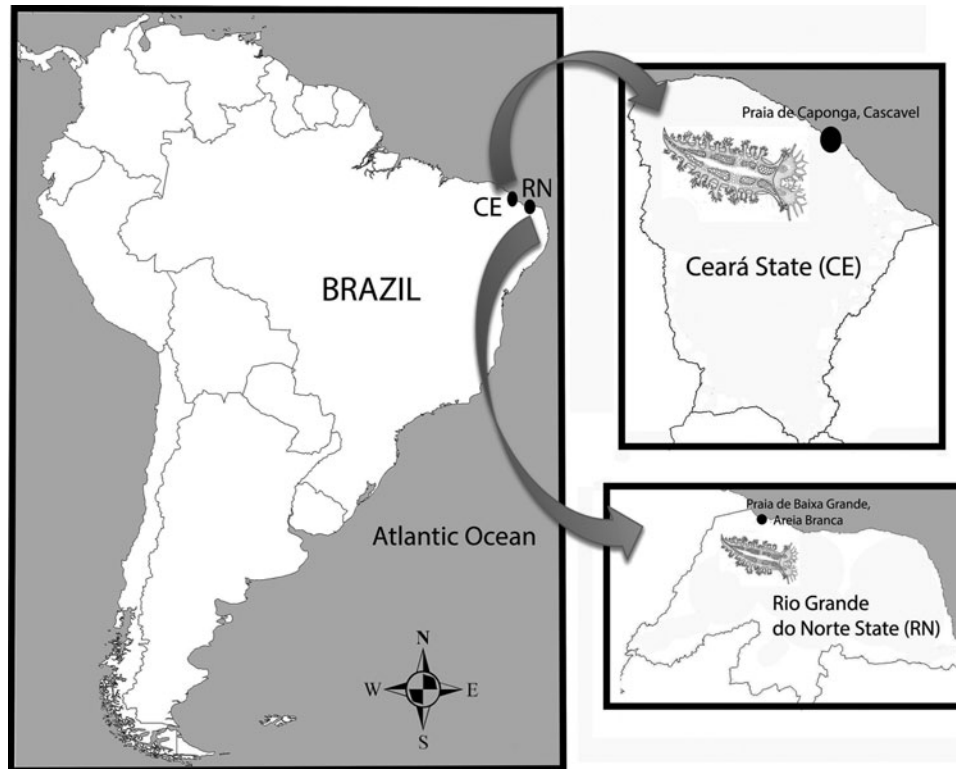 CE
RN
BRAZIL
Atlantic Ocean
N
W
E
S
Praia de Caponga, Cascavel
Ceará State (CE)
Praia de Baixa Grande,
Areia Branca
Rio Grande
do Norte State (RN)